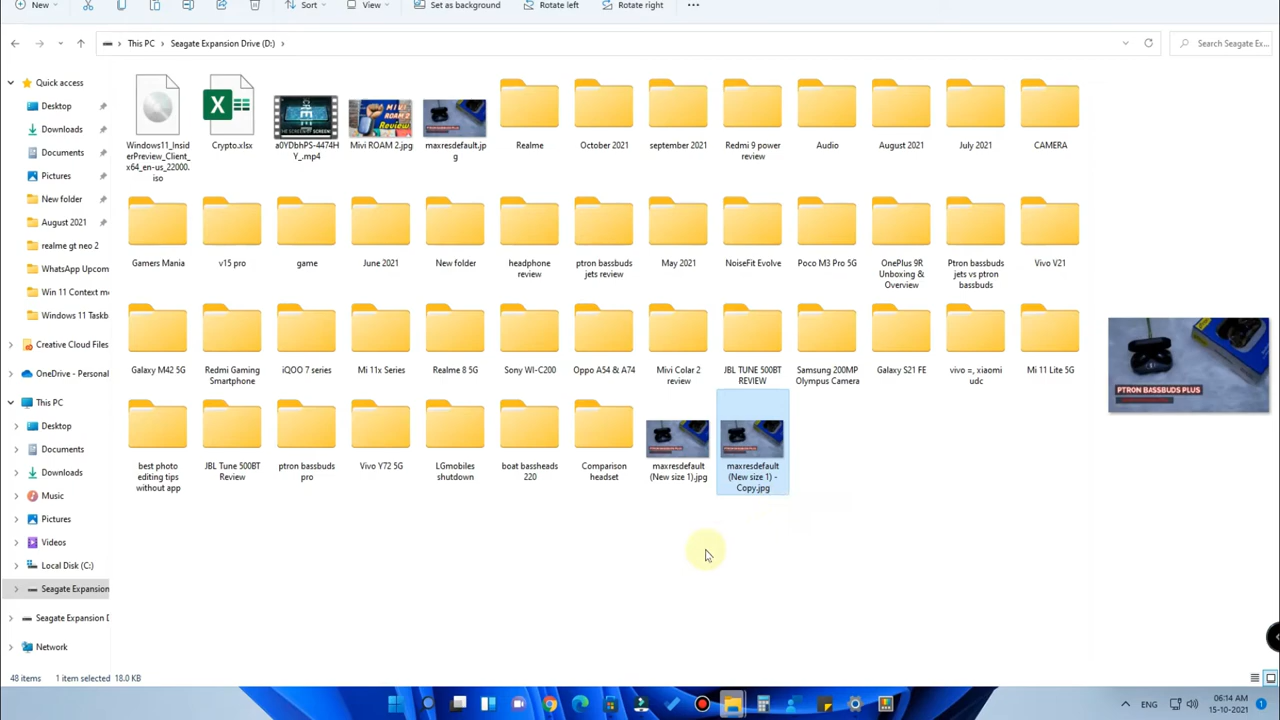 New
Sort
View
Set as background
Rotate left
Rotate right
This PC
Seagate Expansion Drive (D:)
Search Seagate Ex...
Quick access
Desktop
Downloads
Documents
Pictures
New folder
August 2021
realme gt neo 2
WhatsApp Upcom
Win 11 Context m
Windows 11 Taskb
Creative Cloud Files
OneDrive - Personal
This PC
Desktop
Documents
Downloads
Music
Pictures
Videos
Local Disk (C:)
Seagate Expansion
Seagate Expansion D
Network
Windows11_Insi
derPreview_Client_
x64_en-us_22000.
iso
Crypto.xlsx
a0YDbhPS-4474H
Y_.mp4
Mivi ROAM 2.jpg
maxresdefault.jp
g
Realme
October 2021
september 2021
Redmi 9 power
review
Audio
August 2021
July 2021
CAMERA
Gamers Mania
v15 pro
game
June 2021
New folder
headphone
review
ptron bassbuds
jets review
May 2021
NoiseFit Evolve
Poco M3 Pro 5G
OnePlus 9R
Unboxing &
Overview
Ptron bassbuds
jets vs ptron
bassbuds
Vivo V21
Galaxy M42 5G
Redmi Gaming
Smartphone
iQOO 7 series
Mi 11x Series
Realme 8 5G
Sony WI-C200
Oppo A54 & A74
Mivi Colar 2
review
JBL TUNE 500BT
REVIEW
Samsung 200MP
Olympus Camera
Galaxy S21 FE
vivo =, xiaomi
udc
Mi 11 Lite 5G
best photo
editing tips
without app
JBL Tune 500BT
Review
ptron bassbuds
pro
Vivo Y72 5G
LGmobiles
shutdown
boat bassheads
220
Comparison
headset
maxresdefault
(New size 1).jpg
maxresdefault
(New size 1) -
Copy.jpg
PTRON BASSBUDS PLUS
48 items
1 item selected 18.0 KB
ENG
06:14 AM
15-10-2021